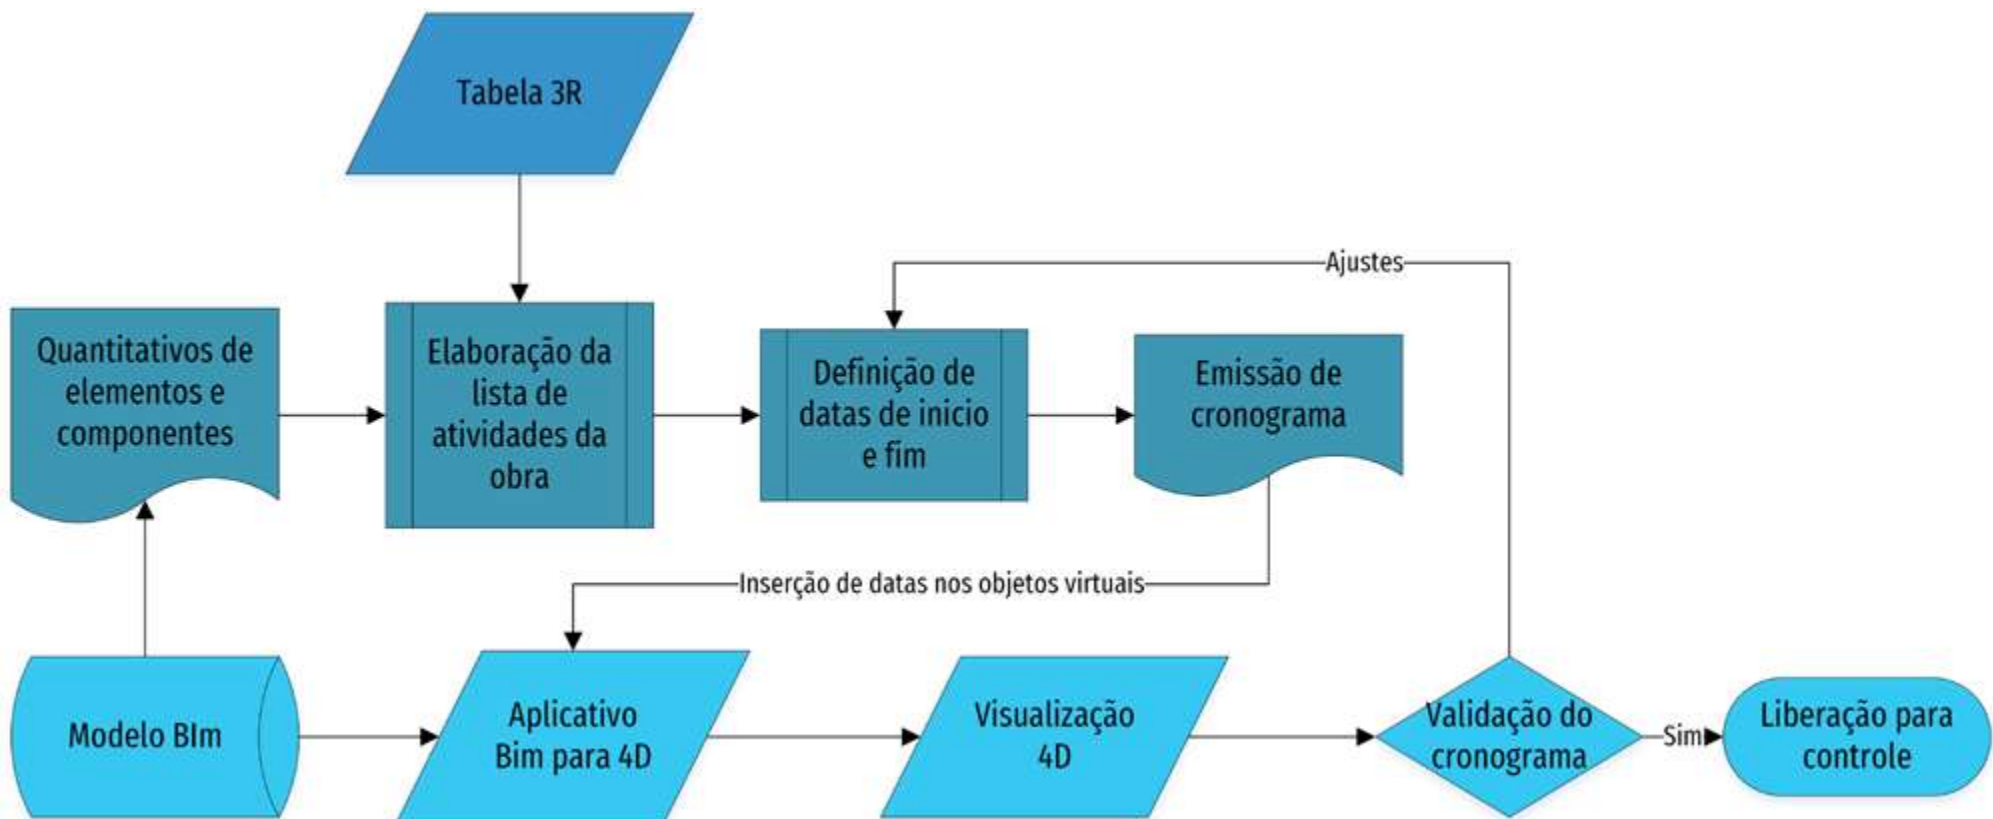 Tabela 3R
Ajustes
Quantitativos de
elementos e
componentes
Elaboração da
lista de
atividades da
obra
Definição de
datas de inicio
e fim
Emissão de
cronograma
Inserção de datas nos objetos virtuais
Modelo BIm
Aplicativo
Bim para 4D
Visualização
4D
Validação do
cronograma
Sim
Liberação para
controle